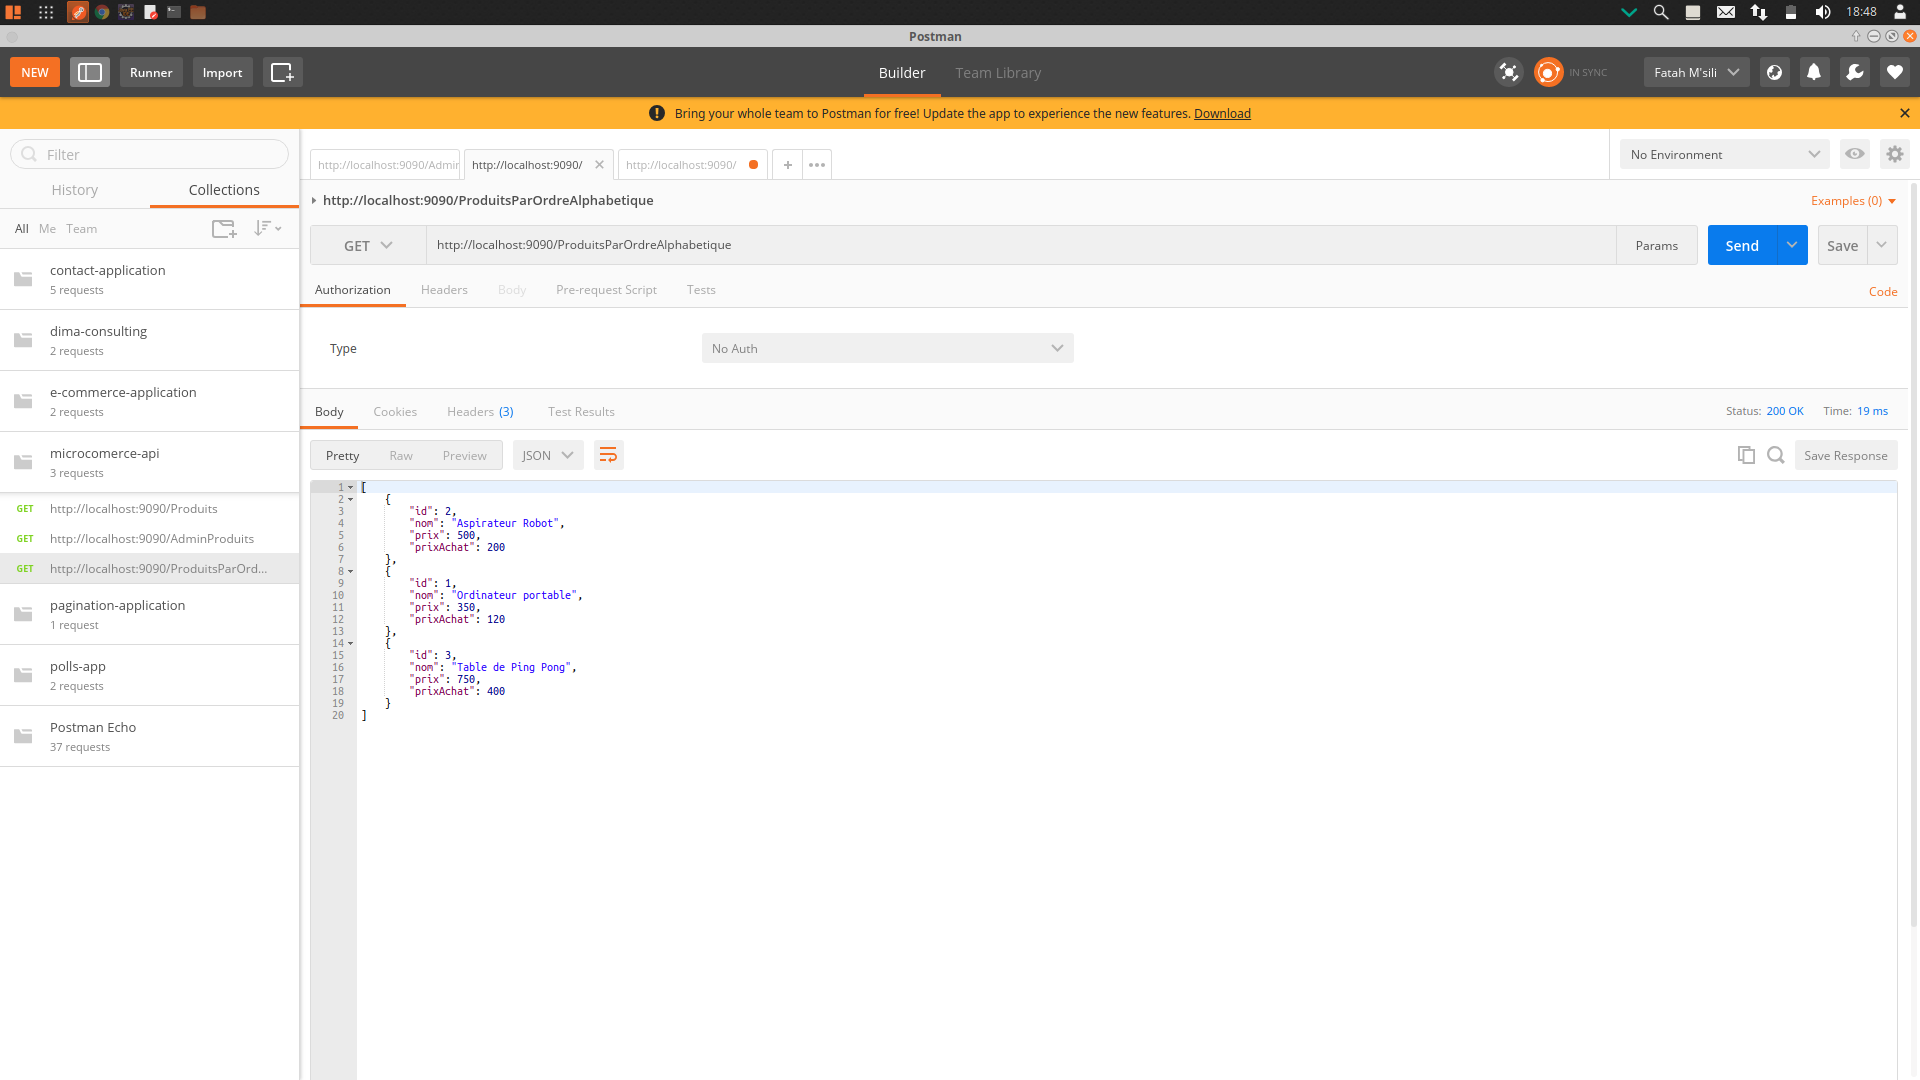 18:48
Postman
NEW
Runner
Import
Builder
Team Library
IN SYNC
Fatah M'sili
Bring your whole team to Postman for free! Update the app to experience the new features. Download
Filter
History
Collections
All Me Team
contact-application
5 requests
dima-consulting
2 requests
e-commerce-application
2 requests
microcomerce-api
3 requests
GET http://localhost:9090/Produits
GET http://localhost:9090/AdminProduits
GET http://localhost:9090/ProduitsParOrd...
pagination-application
1 request
polls-app
2 requests
Postman Echo
37 requests
http://localhost:9090/Admin
http://localhost:9090/
http://localhost:9090/
No Environment
http://localhost:9090/ProduitsParOrdreAlphabetique
Examples (0)
GET
http://localhost:9090/ProduitsParOrdreAlphabetique
Params
Send
Save
Authorization
Headers
Body
Pre-request Script
Tests
Code
Type
No Auth
Body
Cookies
Headers (3)
Test Results
Status: 200 OK
Time: 19 ms
Pretty
Raw
Preview
JSON
Save Response
1 [
2 {
3 "id": 2,
4 "nom": "Aspirateur Robot",
5 "prix": 500,
6 "prixAchat": 200
7 },
8 {
9 "id": 1,
10 "nom": "Ordinateur portable",
11 "prix": 350,
12 "prixAchat": 120
13 },
14 {
15 "id": 3,
16 "nom": "Table de Ping Pong",
17 "prix": 750,
18 "prixAchat": 400
19 }
20 ]